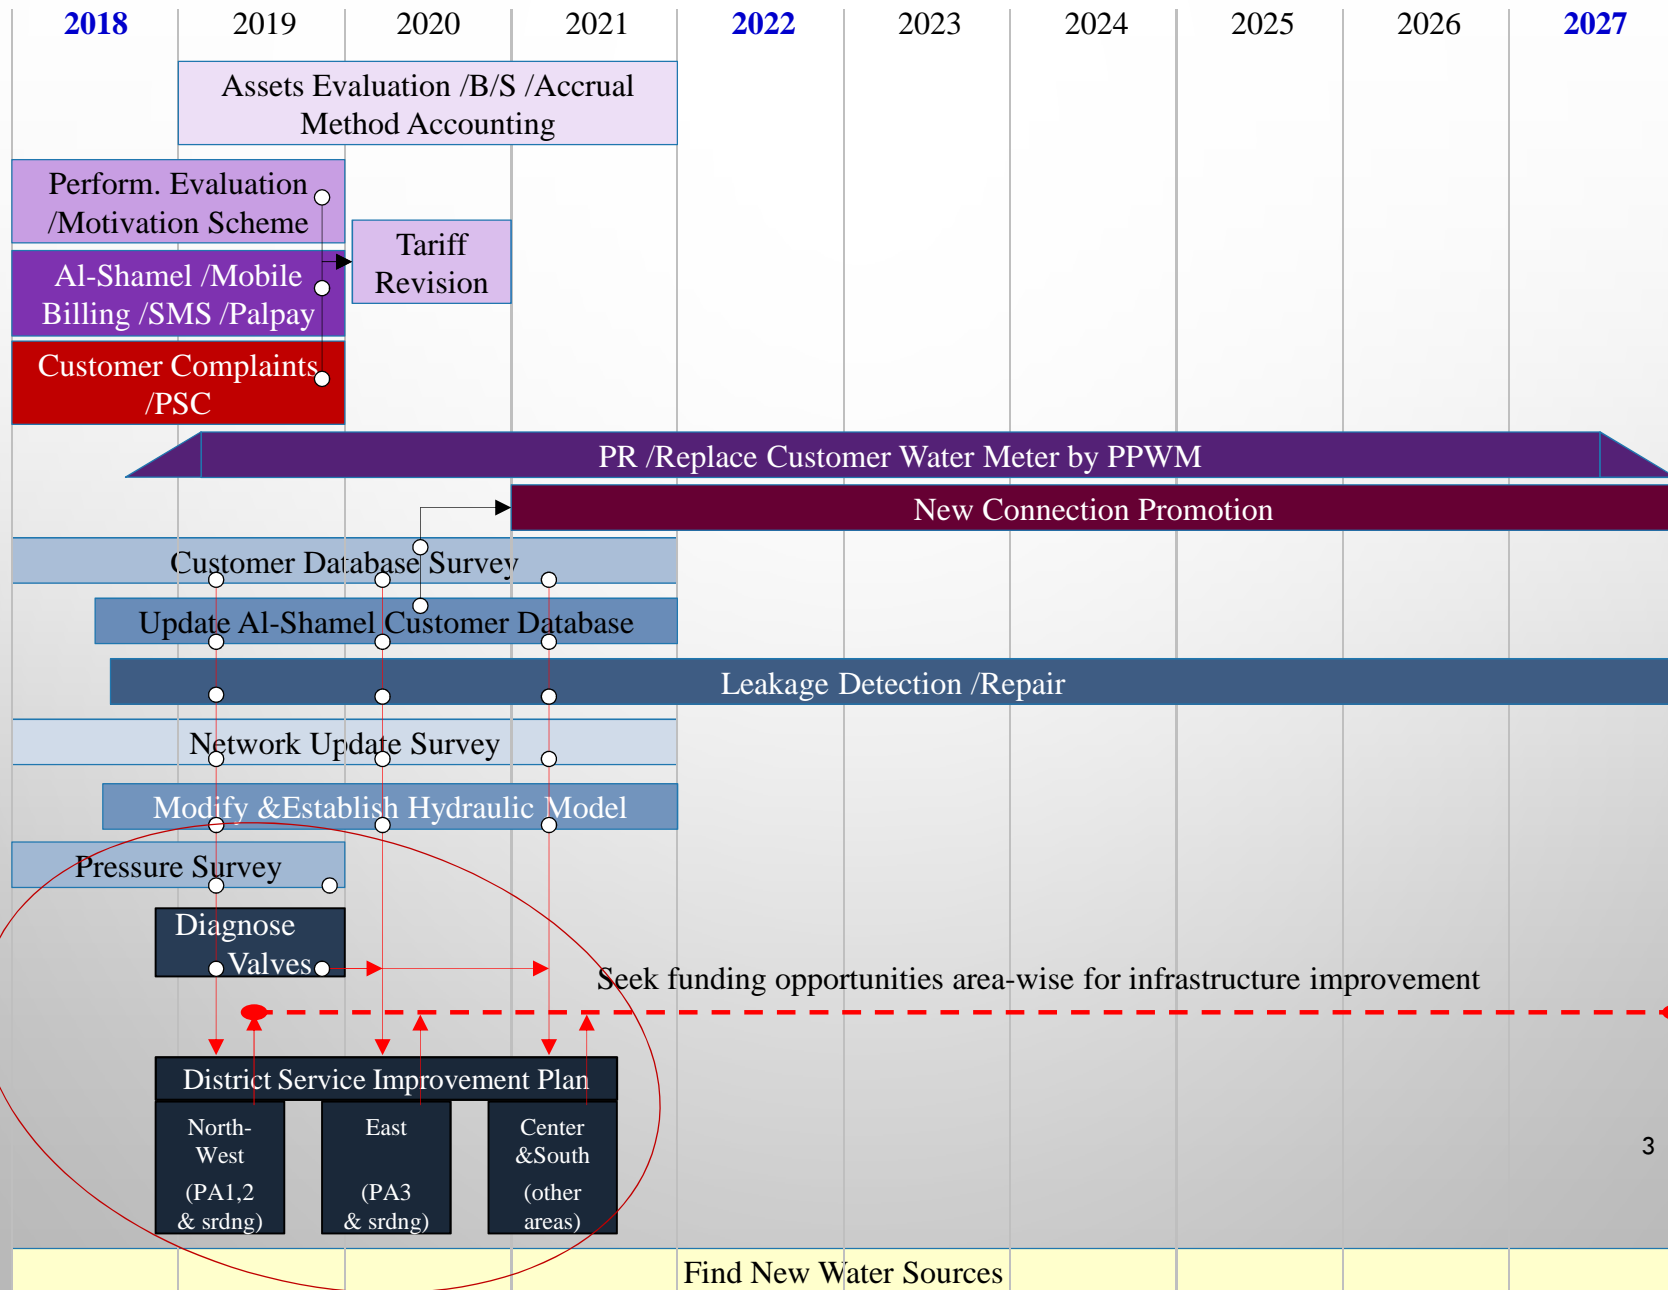 2018 2019 2020 2021 2022 2023 2024 2025 2026 2027
Assets Evaluation /B/S /Accrual
Method Accounting
Perform. Evaluation
/Motivation Scheme
Tariff
Revision
Al-Shamel /Mobile
Billing /SMS /Palpay
Customer Complaints
/PSC
PR /Replace Customer Water Meter by PPWM
New Connection Promotion
Customer Database Survey
Update Al-Shamel Customer Database
Leakage Detection /Repair
Network Update Survey
Modify &Establish Hydraulic Model
Pressure Survey
Diagnose
Valves
Seek funding opportunities area-wise for infrastructure improvement
District Service Improvement Plan
North-
West
(PA1,2
& srdng)
East
(PA3
& srdng)
Center
&South
(other
areas)
3
Find New Water Sources